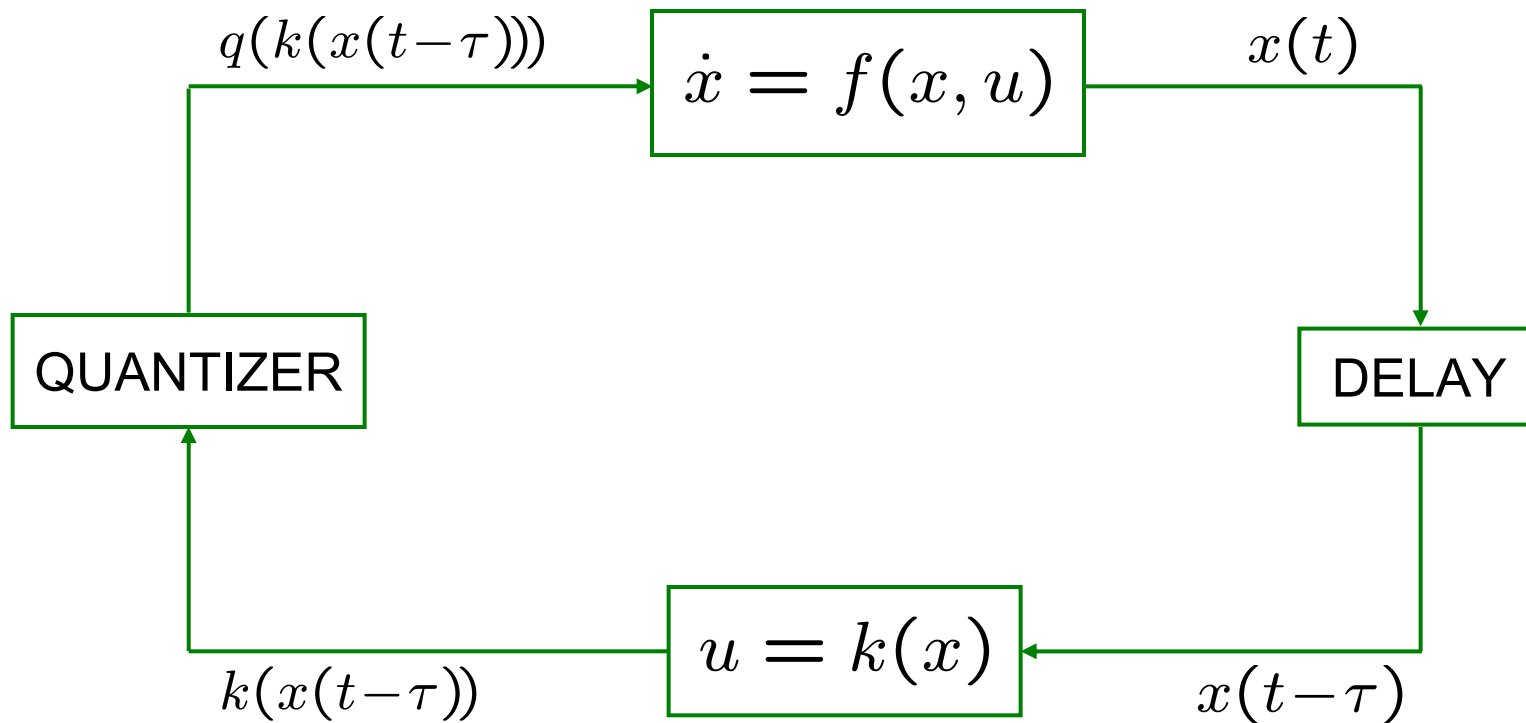 q(k(x(t−τ)))
ẋ = f(x, u)
x(t)
QUANTIZER
DELAY
k(x(t−τ))
u = k(x)
x(t−τ)